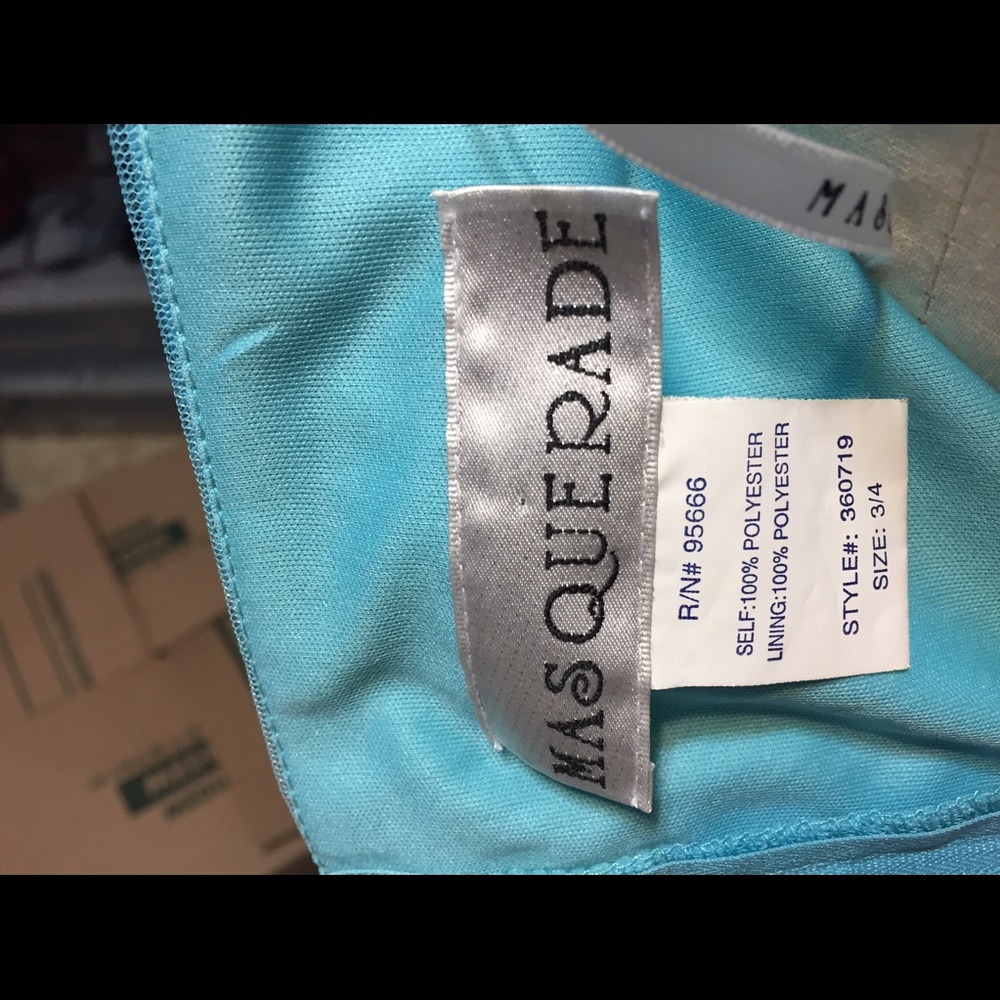 MASQUERADE
R/N# 95666
SELF:100% POLYESTER
LINING:100% POLYESTER
STYLE#: 360719
SIZE: 3/4